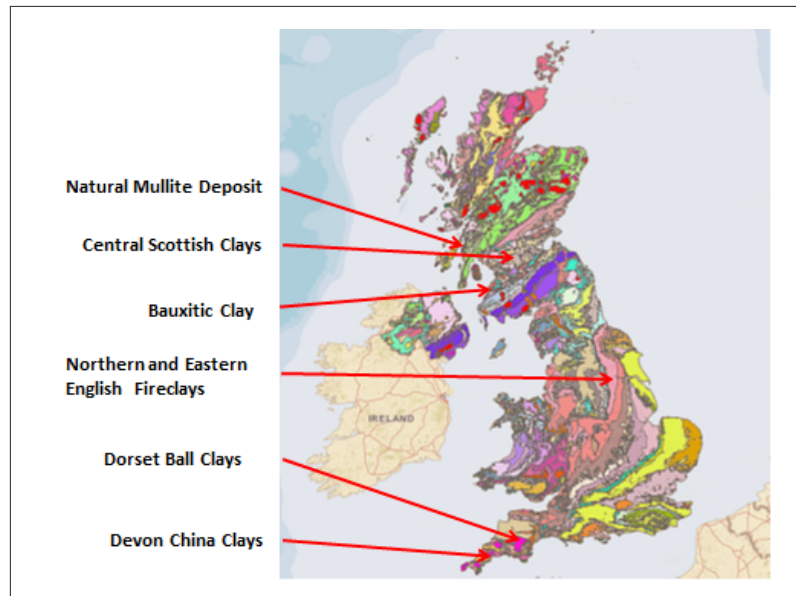 Natural Mullite Deposit
Central Scottish Clays
Bauxitic Clay
Northern and Eastern
English Fireclays
IRELAND
Dorset Ball Clays
Devon China Clays